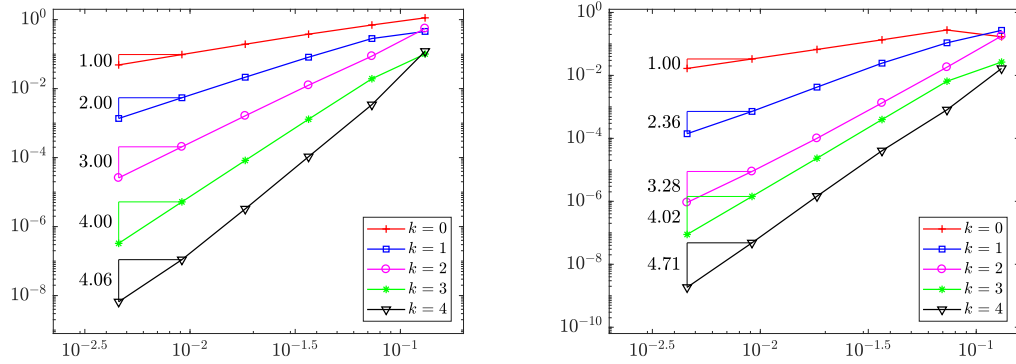 10^0
10^-2
10^-4
10^-6
10^-8
1.00
2.00
3.00
4.00
4.06
k = 0
k = 1
k = 2
k = 3
k = 4
10^-2.5
10^-2
10^-1.5
10^-1
10^0
10^-2
10^-4
10^-6
10^-8
10^-10
1.00
2.36
3.28
4.02
4.71
k = 0
k = 1
k = 2
k = 3
k = 4
10^-2.5
10^-2
10^-1.5
10^-1